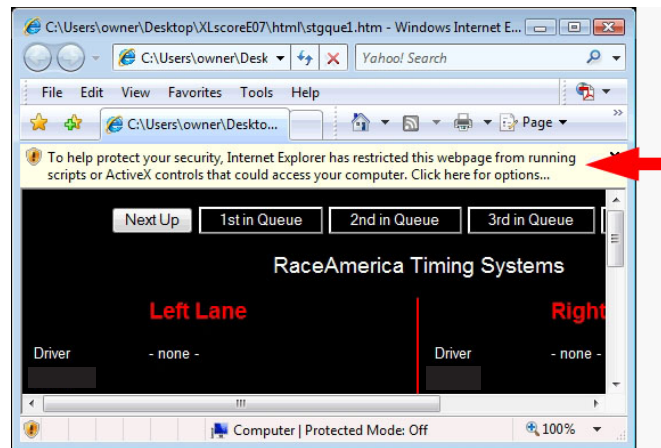 C:\Users\owner\Desktop\XLscoreE07\html\stgque1.htm - Windows Internet E...
C:\Users\owner\Desk
Yahoo! Search
File Edit View Favorites Tools Help
C:\Users\owner\Deskto...
Page
To help protect your security, Internet Explorer has restricted this webpage from running
scripts or ActiveX controls that could access your computer. Click here for options...
Next Up 1st in Queue 2nd in Queue 3rd in Queue
RaceAmerica Timing Systems
Left Lane Right
Driver - none - Driver - none -
Computer | Protected Mode: Off 100%